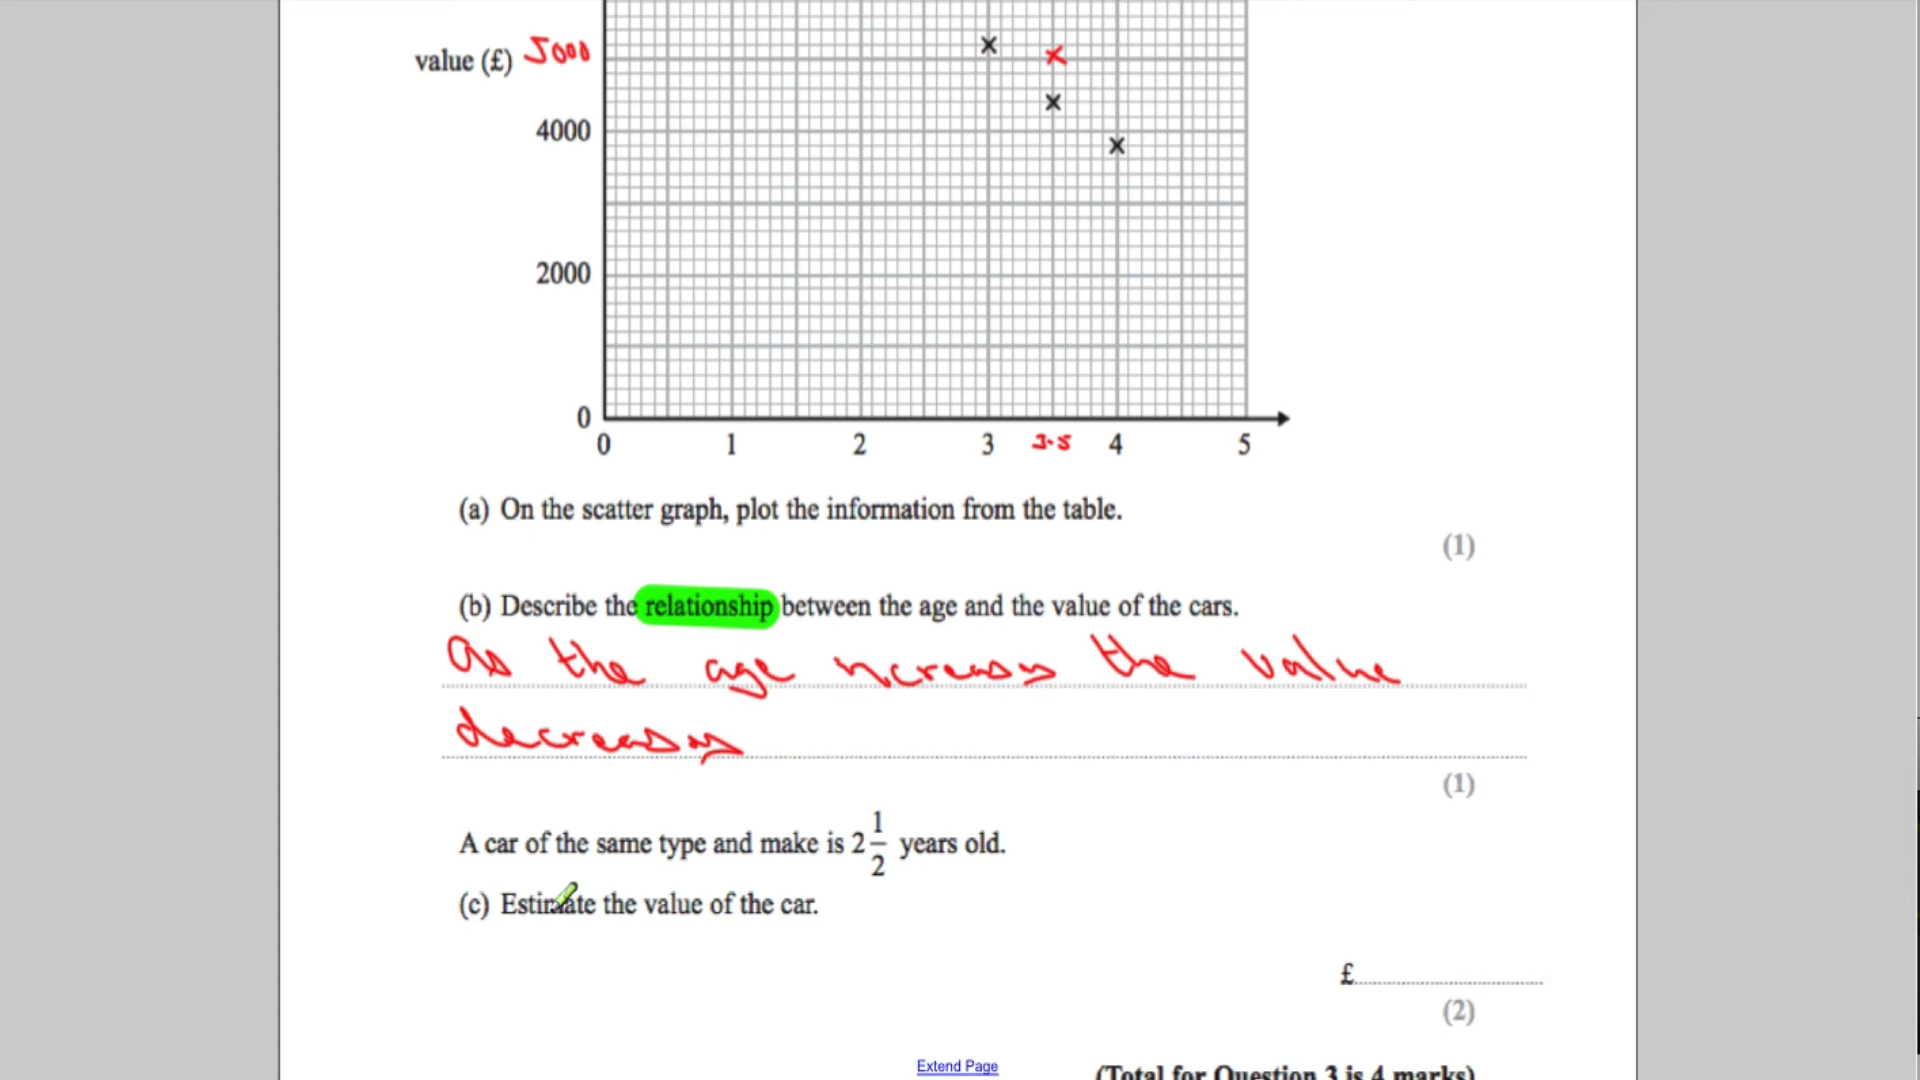 value (£) 5000
4000
2000
0
0 1 2 3 3.5 4 5
(a) On the scatter graph, plot the information from the table.
(1)
(b) Describe the relationship between the age and the value of the cars.
as the age increases the value
decreases
(1)
A car of the same type and make is 2 1/2 years old.
(c) Estimate the value of the car.
£
(2)
Extend Page
(Total for Question 3 is 4 marks)